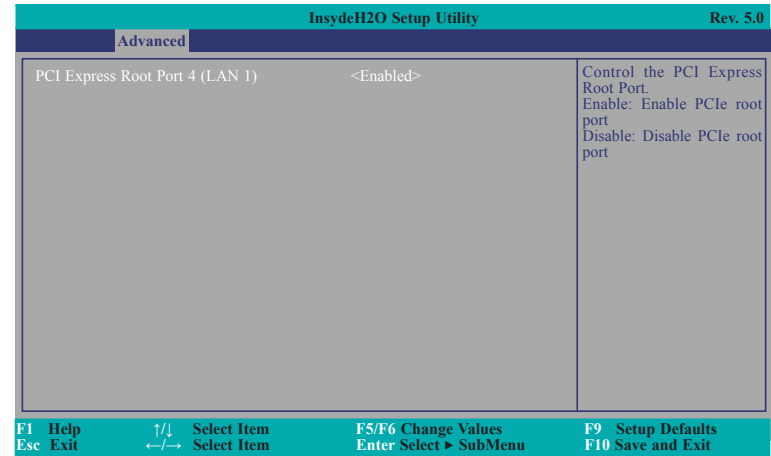 InsydeH2O Setup Utility Rev. 5.0
Advanced
PCI Express Root Port 4 (LAN 1) <Enabled>
Control the PCI Express
Root Port.
Enable: Enable PCIe root
port
Disable: Disable PCIe root
port
F1 Help ↑/↓ Select Item F5/F6 Change Values F9 Setup Defaults
Esc Exit ←/→ Select Item Enter Select ► SubMenu F10 Save and Exit